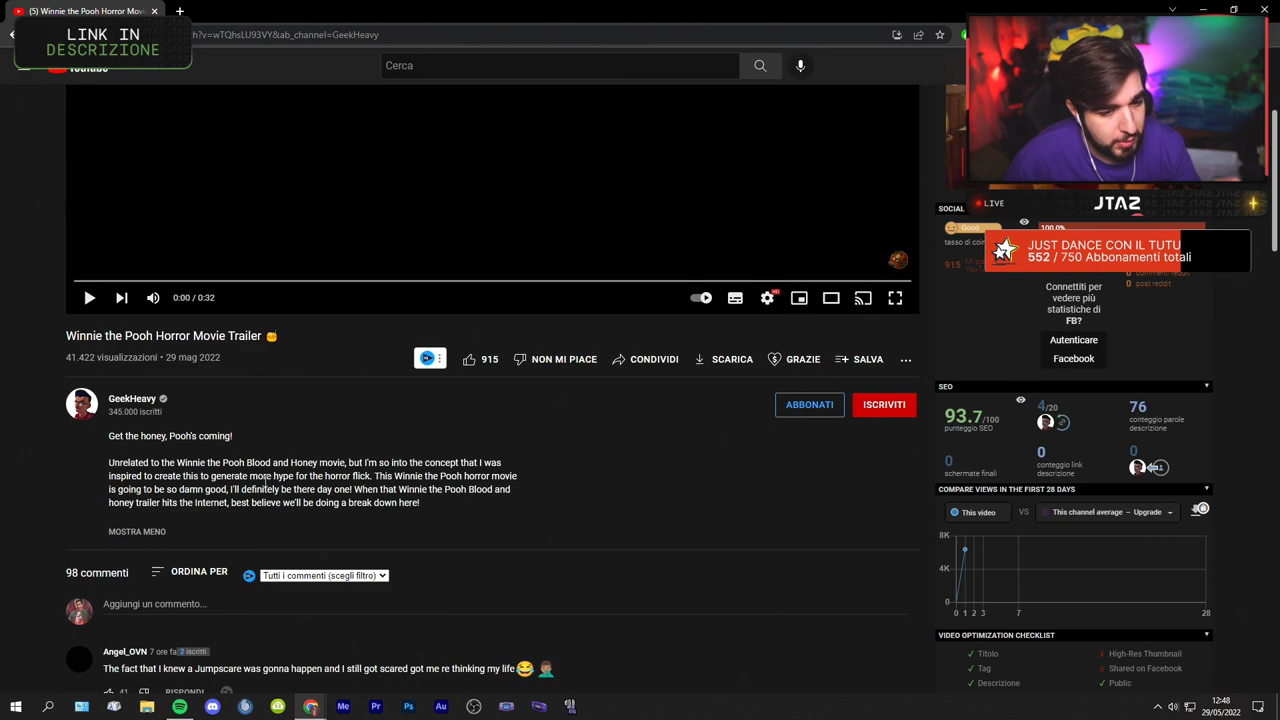 (5) Winnie the Pooh Horror Movie
LINK IN
DESCRIZIONE
h?v=wTQhsLU93VY&ab_channel=GeekHeavy
Cerca
0:00 / 0:32
HD
Winnie the Pooh Horror Movie Trailer 🍯
41.422 visualizzazioni • 29 mag 2022
915
NON MI PIACE
CONDIVIDI
SCARICA
GRAZIE
SALVA
GeekHeavy
345.000 iscritti
ABBONATI
ISCRIVITI
Get the honey, Pooh's coming!
Unrelated to the Winnie the Pooh Blood and Honey movie, but I'm so into the concept that I was
inspired to create this to generate more hype for the horror flick. This Winnie the Pooh horror movie
is going to be so damn good, I'll definitely be there day one! When that Winnie the Pooh Blood and
honey trailer hits the Internet, best believe we'll be doing a break down here!
MOSTRA MENO
98 commenti
ORDINA PER
Tutti i commenti (scegli filtro)
Aggiungi un commento...
Angel_OVN 7 ore fa 2 iscritti
The fact that I knew a Jumpscare was gonna happen and I still got scared got me re thinking my life 😂 🤦🏽‍♂️
41
RISPONDI
LIVE
JTAZ
SOCIAL
Good
100.0%
915
JUST DANCE CON IL TUTU
552 / 750 Abbonamenti totali
0 commenti reddit
0 post reddit
Connettiti per
vedere più
statistiche di
FB?
Autenticare
Facebook
SEO
93.7/100
punteggio SEO
4/20
76
conteggio parole
descrizione
0
schermate finali
0
conteggio link
descrizione
0
COMPARE VIEWS IN THE FIRST 28 DAYS
This video
VS
This channel average – Upgrade
8K
4K
0
0 1 2 3 7 28
VIDEO OPTIMIZATION CHECKLIST
✓ Titolo
✗ High-Res Thumbnail
✓ Tag
✗ Shared on Facebook
✓ Descrizione
✓ Public
12:48
29/05/2022